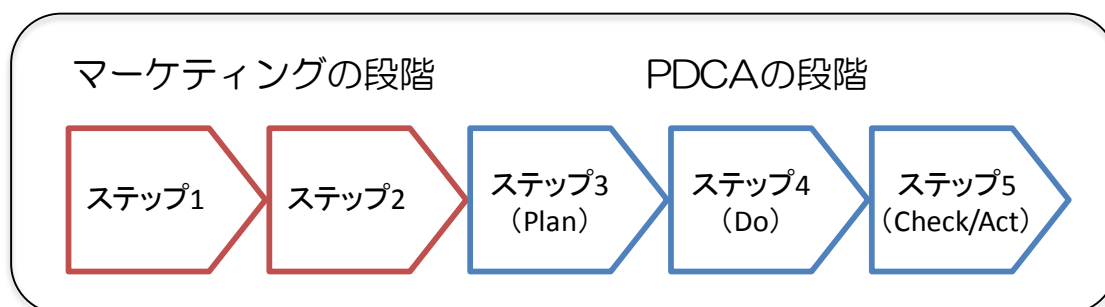 マーケティングの段階
PDCAの段階
ステップ1
ステップ2
ステップ3
（Plan）
ステップ4
（Do）
ステップ5
（Check/Act）